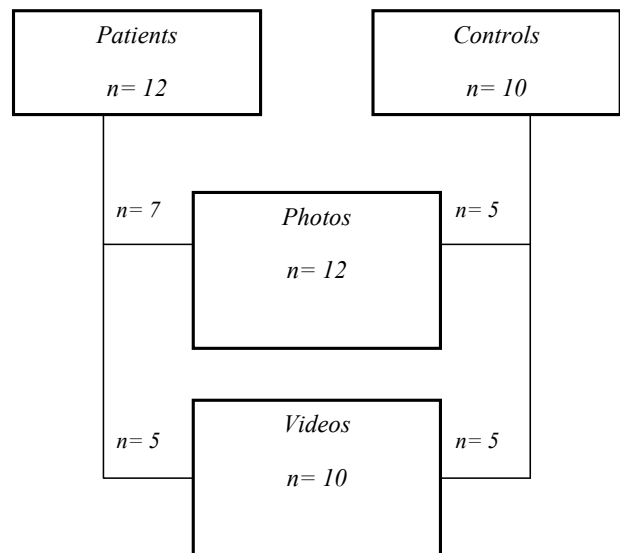 Patients
n= 12
Controls
n= 10
n= 7
Photos
n= 12
n= 5
n= 5
Videos
n= 10
n= 5